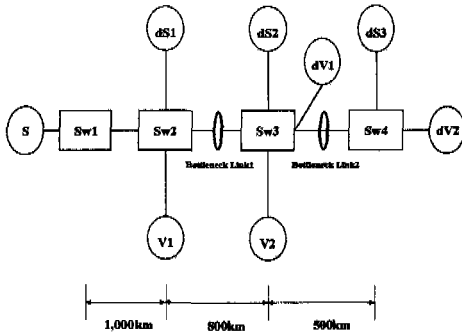 dS1
dS2
dS3
dV1
S
Sw1
Sw2
Sw3
Sw4
dV2
Bottleneck Link1
Bottleneck Link2
V1
V2
1,000km
800km
500km